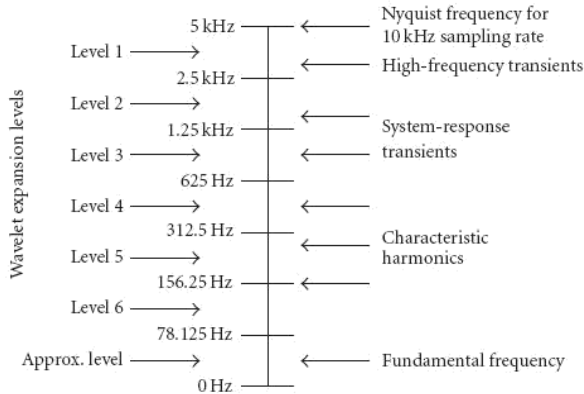 5 kHz
Nyquist frequency for
10 kHz sampling rate
Level 1
High-frequency transients
2.5 kHz
Level 2
1.25 kHz
System-response
transients
Level 3
625 Hz
Level 4
312.5 Hz
Characteristic
harmonics
Level 5
156.25 Hz
Level 6
78.125 Hz
Approx. level
Fundamental frequency
0 Hz
Wavelet expansion levels